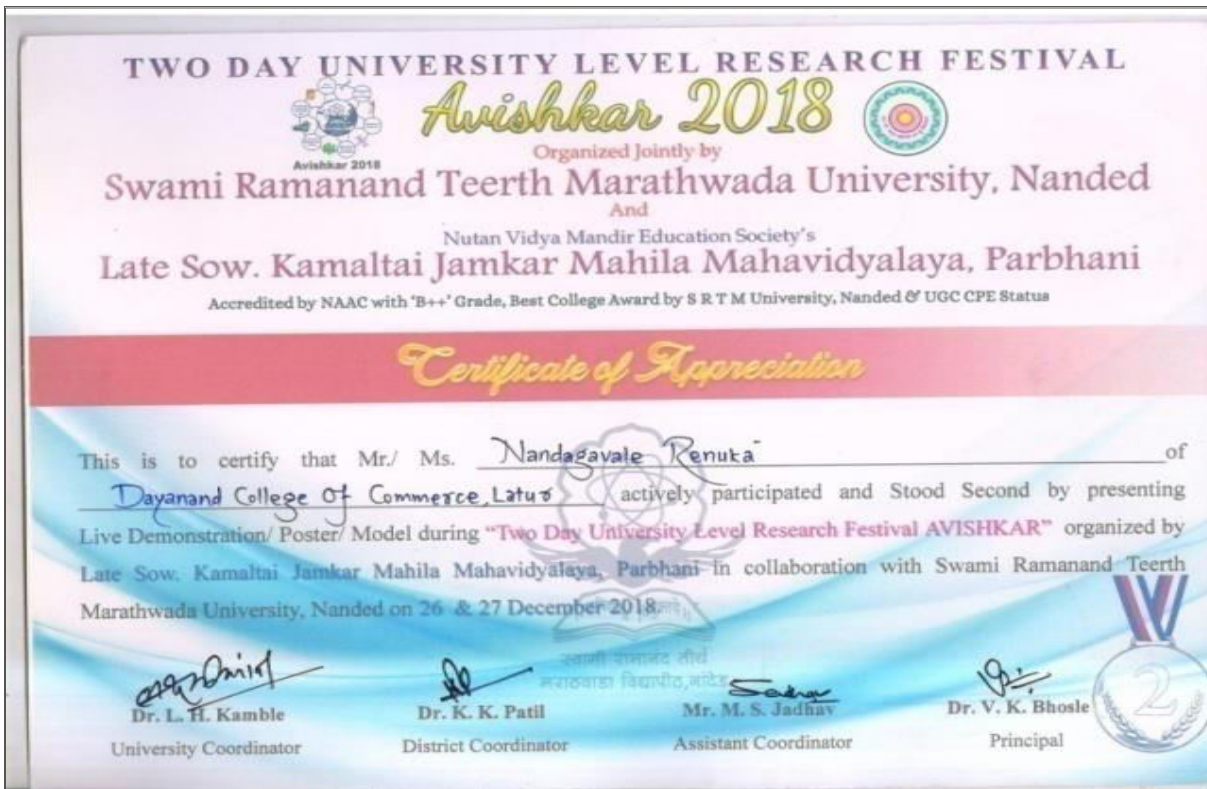 TWO DAY UNIVERSITY LEVEL RESEARCH FESTIVAL
Avishkar 2018
Avishkar 2018
Organized Jointly by
Swami Ramanand Teerth Marathwada University, Nanded
And
Nutan Vidya Mandir Education Society's
Late Sow. Kamaltai Jamkar Mahila Mahavidyalaya, Parbhani
Accredited by NAAC with 'B++' Grade, Best College Award by S R T M University, Nanded & UGC CPE Status
Certificate of Appreciation
This is to certify that Mr./ Ms. Nandagavale Renuka of
Dayanand College Of Commerce, Latur actively participated and Stood Second by presenting
Live Demonstration/ Poster/ Model during "Two Day University Level Research Festival AVISHKAR" organized by
Late Sow. Kamaltai Jamkar Mahila Mahavidyalaya, Parbhani in collaboration with Swami Ramanand Teerth
Marathwada University, Nanded on 26 & 27 December 2018.
स्वामी रामानंद तीर्थ
मराठवाडा विद्यापीठ, नांदेड
Dr. L. H. Kamble
Dr. K. K. Patil
Mr. M. S. Jadhav
Dr. V. K. Bhosle
University Coordinator
District Coordinator
Assistant Coordinator
Principal
2